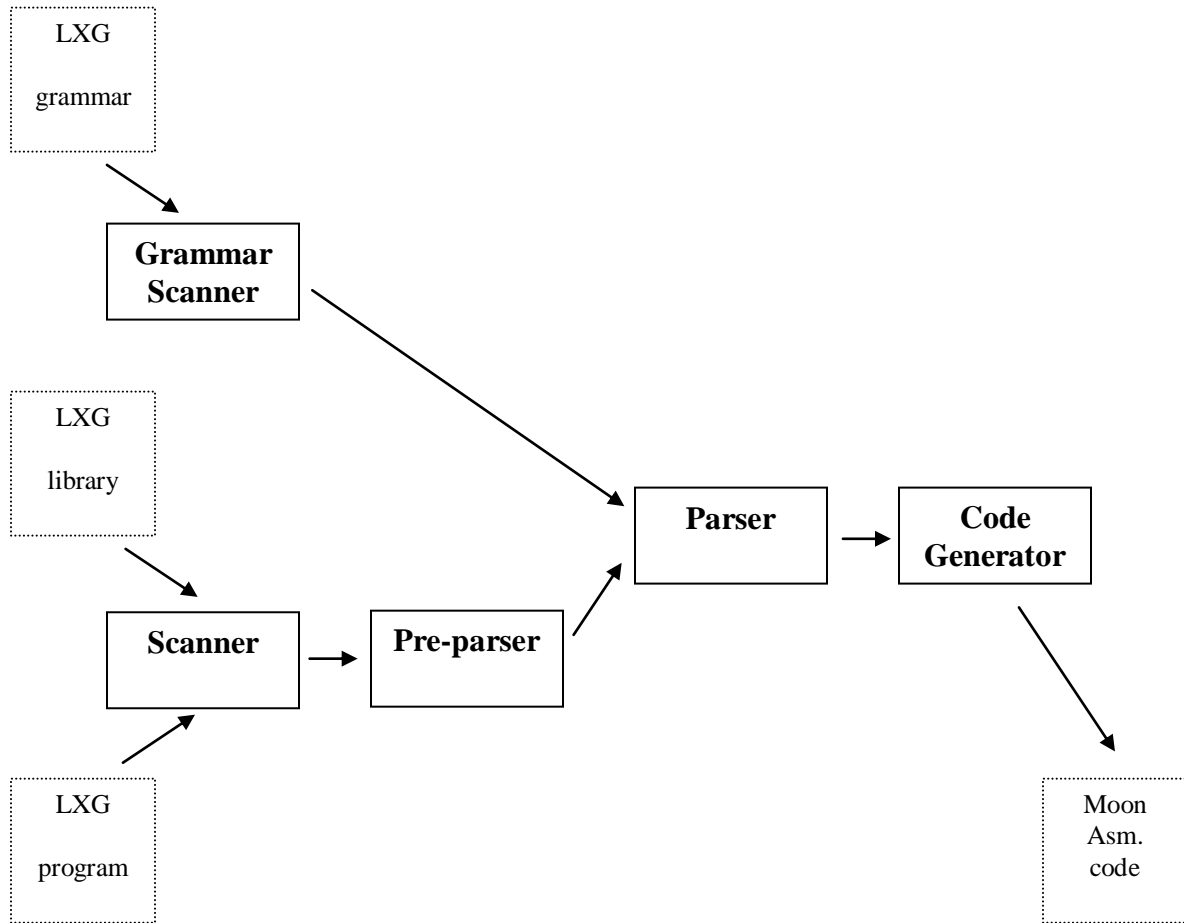 LXG
grammar
Grammar
Scanner
LXG
library
Parser
Code
Generator
Scanner
Pre-parser
LXG
program
Moon
Asm.
code